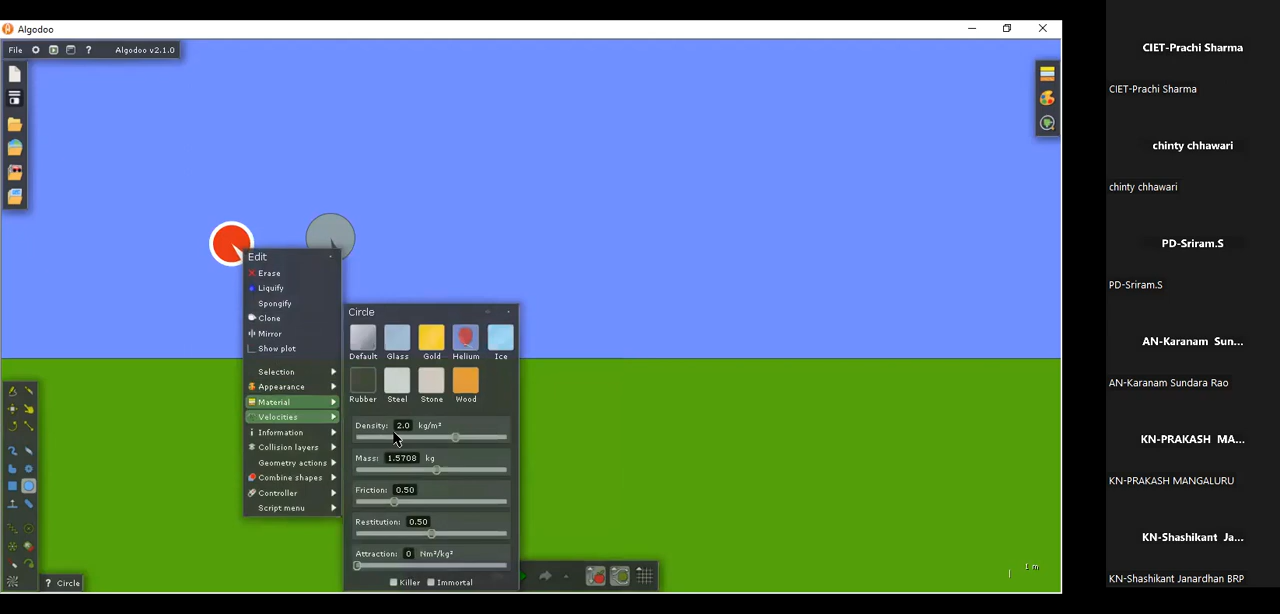 Algodoo
File
?
Algodoo v2.1.0
Edit
Erase
Liquify
Spongify
Clone
Mirror
Show plot
Selection
Appearance
Material
Velocities
Information
Collision layers
Geometry actions
Combine shapes
Controller
Script menu
Circle
Default Glass Gold Helium Ice
Rubber Steel Stone Wood
Density: 2.0 kg/m²
Mass: 1.5708 kg
Friction: 0.50
Restitution: 0.50
Attraction: 0 Nm²/kg²
Killer Immortal
? Circle
1 m
CIET-Prachi Sharma
CIET-Prachi Sharma
chinty chhawari
chinty chhawari
PD-Sriram.S
PD-Sriram.S
AN-Karanam Sun...
AN-Karanam Sundara Rao
KN-PRAKASH MA...
KN-PRAKASH MANGALURU
KN-Shashikant Ja...
KN-Shashikant Janardhan BRP